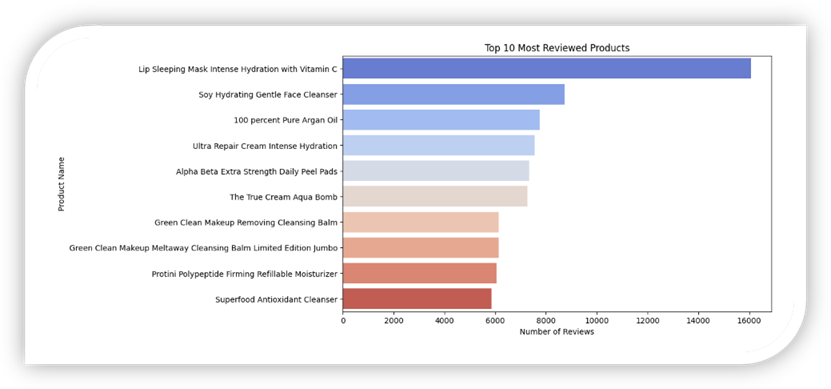 Top 10 Most Reviewed Products
Product Name
Lip Sleeping Mask Intense Hydration with Vitamin C
Soy Hydrating Gentle Face Cleanser
100 percent Pure Argan Oil
Ultra Repair Cream Intense Hydration
Alpha Beta Extra Strength Daily Peel Pads
The True Cream Aqua Bomb
Green Clean Makeup Removing Cleansing Balm
Green Clean Makeup Meltaway Cleansing Balm Limited Edition Jumbo
Protini Polypeptide Firming Refillable Moisturizer
Superfood Antioxidant Cleanser
0 2000 4000 6000 8000 10000 12000 14000 16000
Number of Reviews